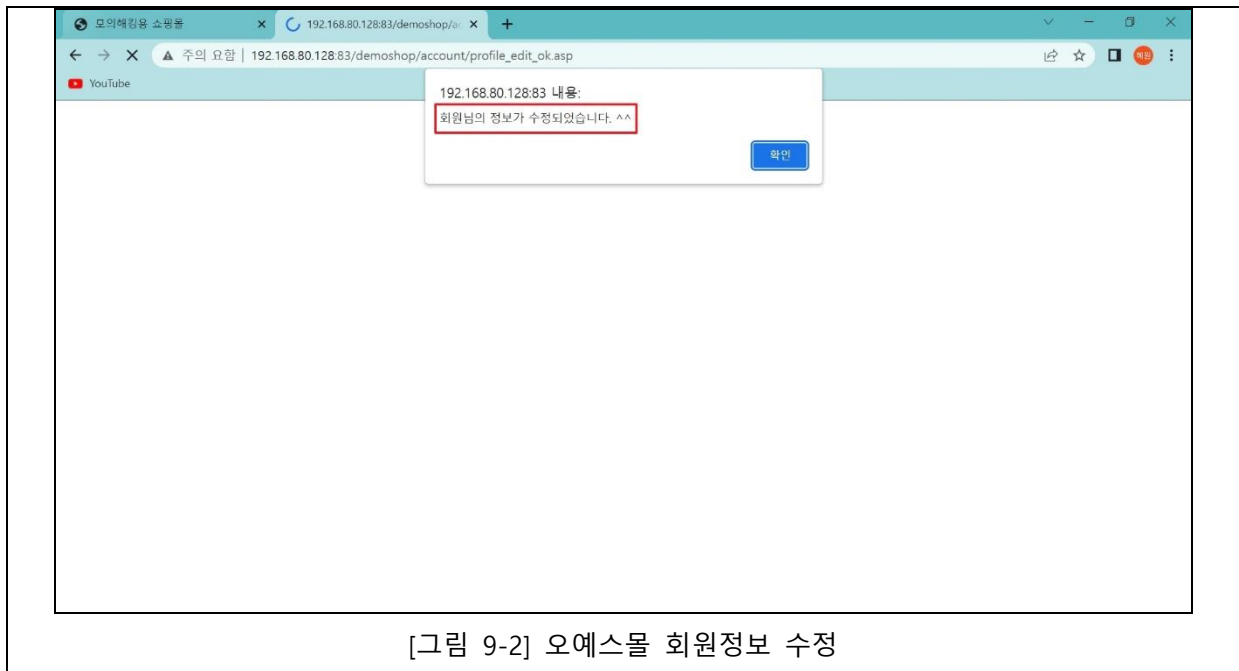 모의해킹용 쇼핑몰
192.168.80.128:83/demoshop/ac
주의 요함 | 192.168.80.128:83/demoshop/account/profile_edit_ok.asp
혜원
YouTube
192.168.80.128:83 내용:
회원님의 정보가 수정되었습니다. ^^
확인
[그림 9-2] 오예스몰 회원정보 수정